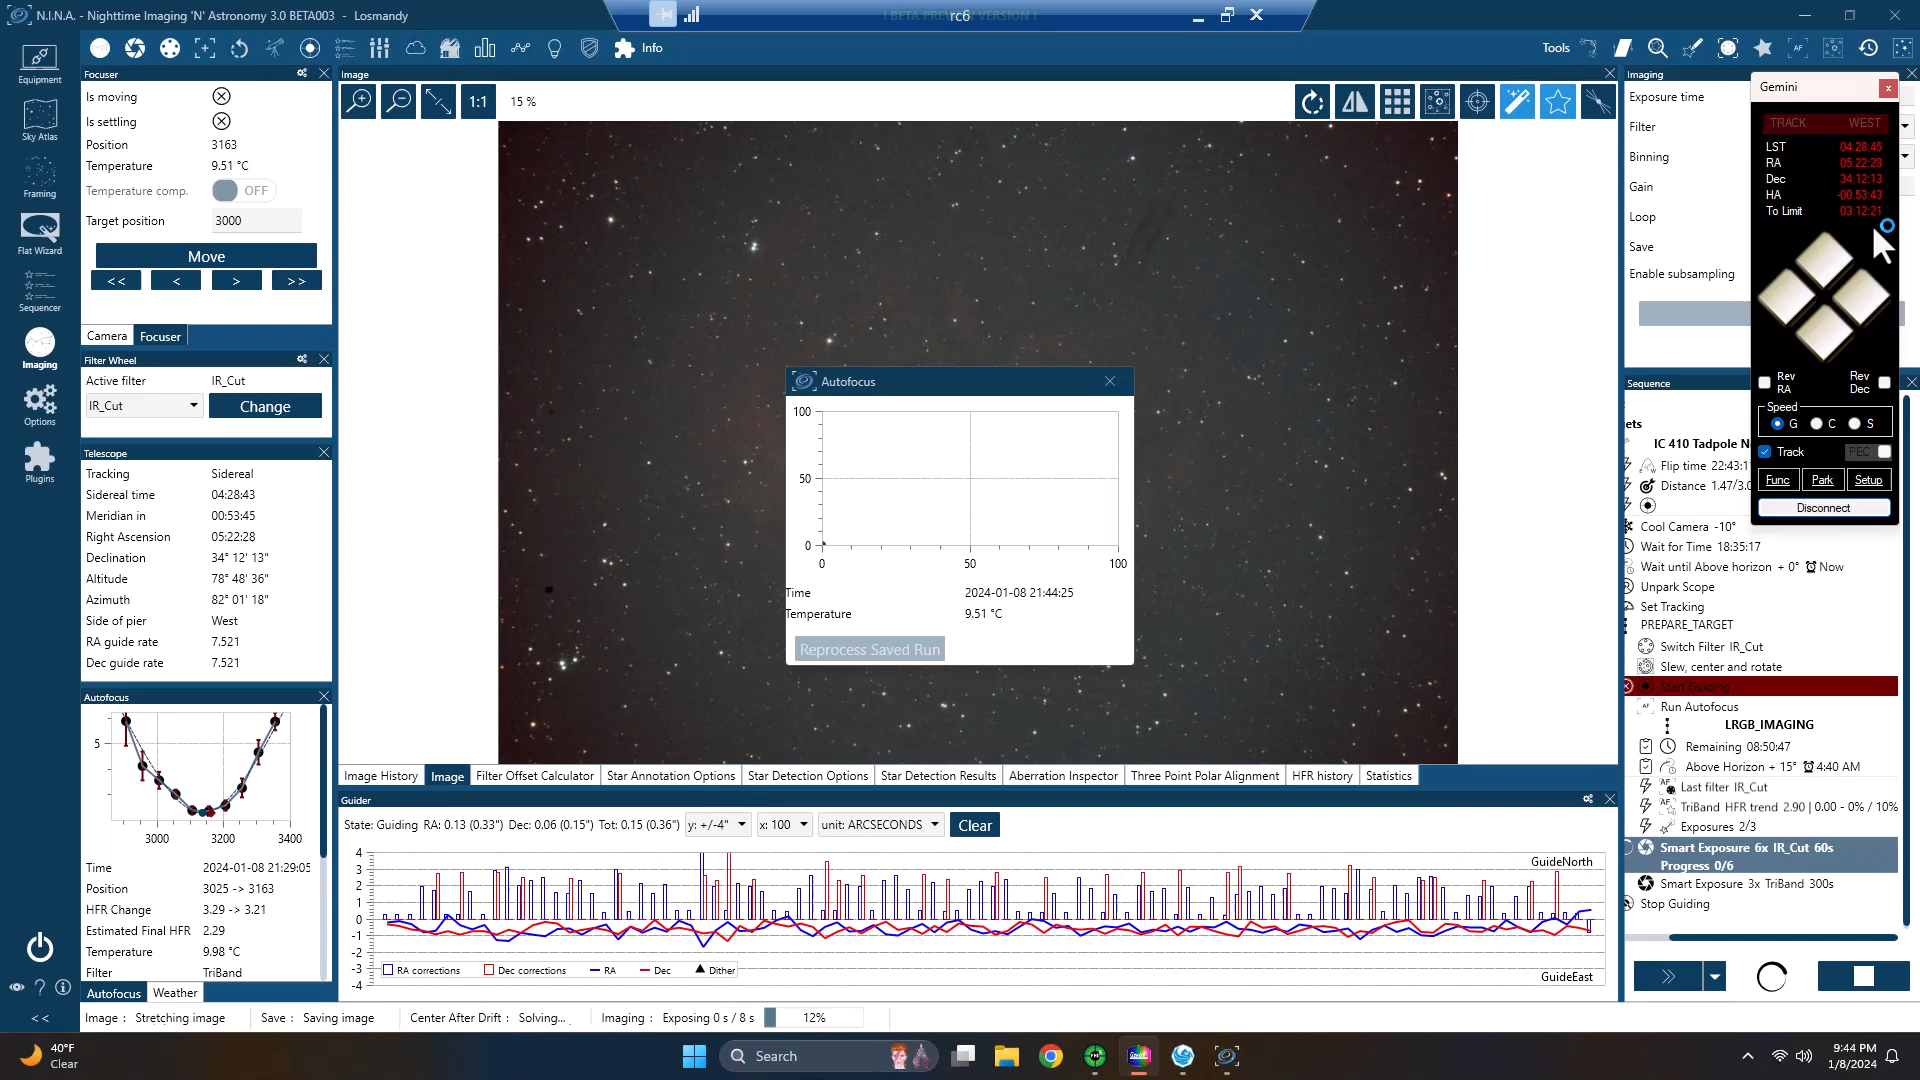 N.I.N.A. - Nighttime Imaging 'N' Astronomy 3.0 BETA003 - Losmandy
rc6
Info
Tools
Equipment
Sky Atlas
Framing
Flat Wizard
Sequencer
Imaging
Options
Plugins
Focuser
Is moving
Is settling
Position 3163
Temperature 9.51 °C
Temperature comp. OFF
Target position 3000
Move
<< < > >>
Camera Focuser
Filter Wheel
Active filter IR_Cut
IR_Cut Change
Telescope
Tracking Sidereal
Sidereal time 04:28:43
Meridian in 00:53:45
Right Ascension 05:22:28
Declination 34° 12' 13"
Altitude 78° 48' 36"
Azimuth 82° 01' 18"
Side of pier West
RA guide rate 7.521
Dec guide rate 7.521
Autofocus
5
3000 3200 3400
Time 2024-01-08 21:29:05
Position 3025 -> 3163
HFR Change 3.29 -> 3.21
Estimated Final HFR 2.29
Temperature 9.98 °C
Filter TriBand
Autofocus Weather
Image
1:1 15 %
Autofocus
100
50
0
0 50 100
Time 2024-01-08 21:44:25
Temperature 9.51 °C
Reprocess Saved Run
Image History Image Filter Offset Calculator Star Annotation Options Star Detection Options Star Detection Results Aberration Inspector Three Point Polar Alignment HFR history Statistics
Guider
State: Guiding RA: 0.13 (0.33") Dec: 0.06 (0.15") Tot: 0.15 (0.36") y: +/-4" x: 100 unit: ARCSECONDS Clear
4
3
2
1
0
-1
-2
-3
-4
GuideNorth
GuideEast
RA corrections Dec corrections RA Dec Dither
Imaging
Exposure time
Filter
Binning
Gain
Loop
Save
Enable subsampling
Gemini
TRACK WEST
LST 04:28:45
RA 05:22:28
Dec 34:12:13
HA -00:53:43
To Limit 03:12:21
Rev RA
Rev Dec
Speed
G C S
Track PEC
Func Park Setup
Disconnect
Sequence
ets
IC 410 Tadpole N
Flip time 22:43:1
Distance 1.47/3.0
Cool Camera -10°
Wait for Time 18:35:17
Wait until Above horizon + 0° Now
Unpark Scope
Set Tracking
PREPARE_TARGET
Switch Filter IR_Cut
Slew, center and rotate
Start Guiding
AF Run Autofocus
LRGB_IMAGING
Remaining 08:50:47
Above Horizon + 15° 4:40 AM
AF Last filter IR_Cut
AF TriBand HFR trend 2.90 | 0.00 - 0% / 10%
Exposures 2/3
Smart Exposure 6x IR_Cut 60s
Progress 0/6
Smart Exposure 3x TriBand 300s
Stop Guiding
<<
Image : Stretching image Save : Saving image Center After Drift : Solving... Imaging : Exposing 0 s / 8 s 12%
40°F
Clear
Search
9:44 PM
1/8/2024